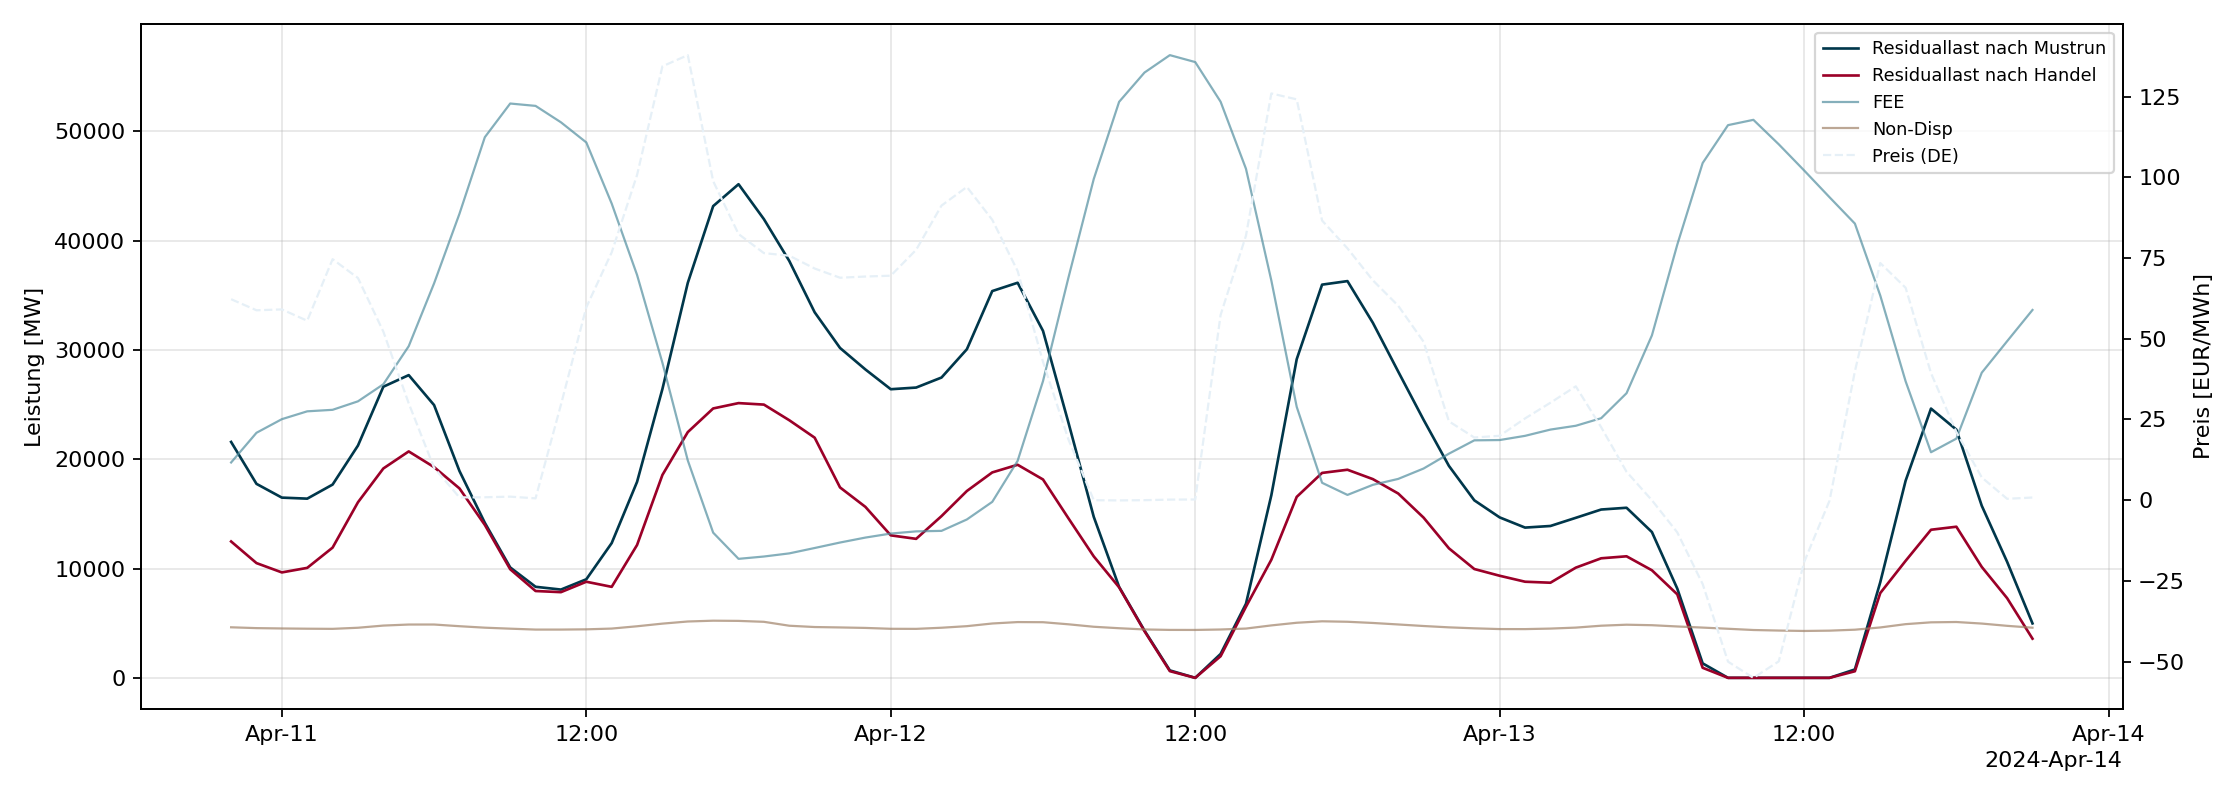 Residuallast nach Mustrun
Residuallast nach Handel
FEE
Non-Disp
Preis (DE)
Leistung [MW]
50000
40000
30000
20000
10000
0
125
100
75
50
25
0
−25
−50
Preis [EUR/MWh]
Apr-11
12:00
Apr-12
12:00
Apr-13
12:00
Apr-14
2024-Apr-14